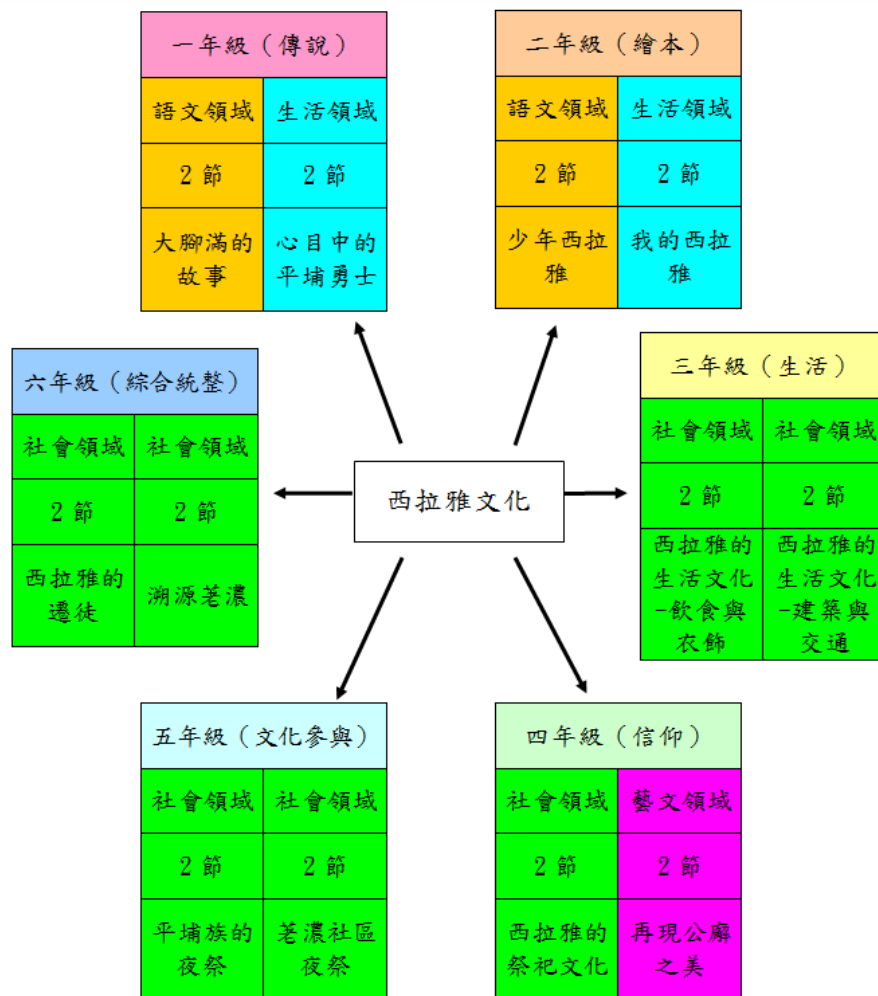 一年級（傳說）
語文領域
生活領域
2 節
2 節
大腳滿的
故事
心目中的
平埔勇士
二年級（繪本）
語文領域
生活領域
2 節
2 節
少年西拉
雅
我的西拉
雅
六年級（綜合統整）
社會領域
社會領域
2 節
2 節
西拉雅的
遷徒
溯源荖濃
西拉雅文化
三年級（生活）
社會領域
社會領域
2 節
2 節
西拉雅的
生活文化
-飲食與
衣飾
西拉雅的
生活文化
-建築與
交通
五年級（文化參與）
社會領域
社會領域
2 節
2 節
平埔族的
夜祭
荖濃社區
夜祭
四年級（信仰）
社會領域
藝文領域
2 節
2 節
西拉雅的
祭祀文化
再現公廨
之美